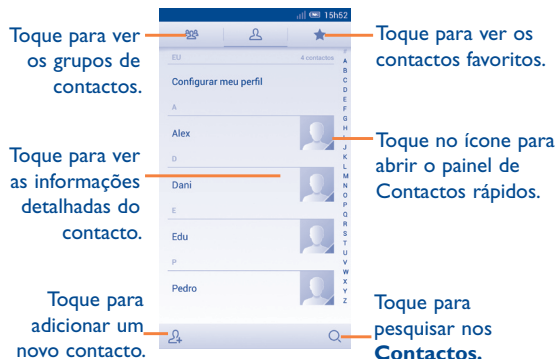 15h52
Toque para ver
os grupos de
contactos.
Toque para ver os
contactos favoritos.
EU 4 contactos
Configurar meu perfil
A
Alex
D
Dani
E
Edu
P
Pedro
A
B
C
D
E
F
G
H
I
J
K
L
M
N
O
P
Q
R
S
T
U
V
W
X
Y
Z
Toque no ícone para
abrir o painel de
Contactos rápidos.
Toque para ver
as informações
detalhadas do
contacto.
Toque para
adicionar um
novo contacto.
Toque para
pesquisar nos
Contactos.